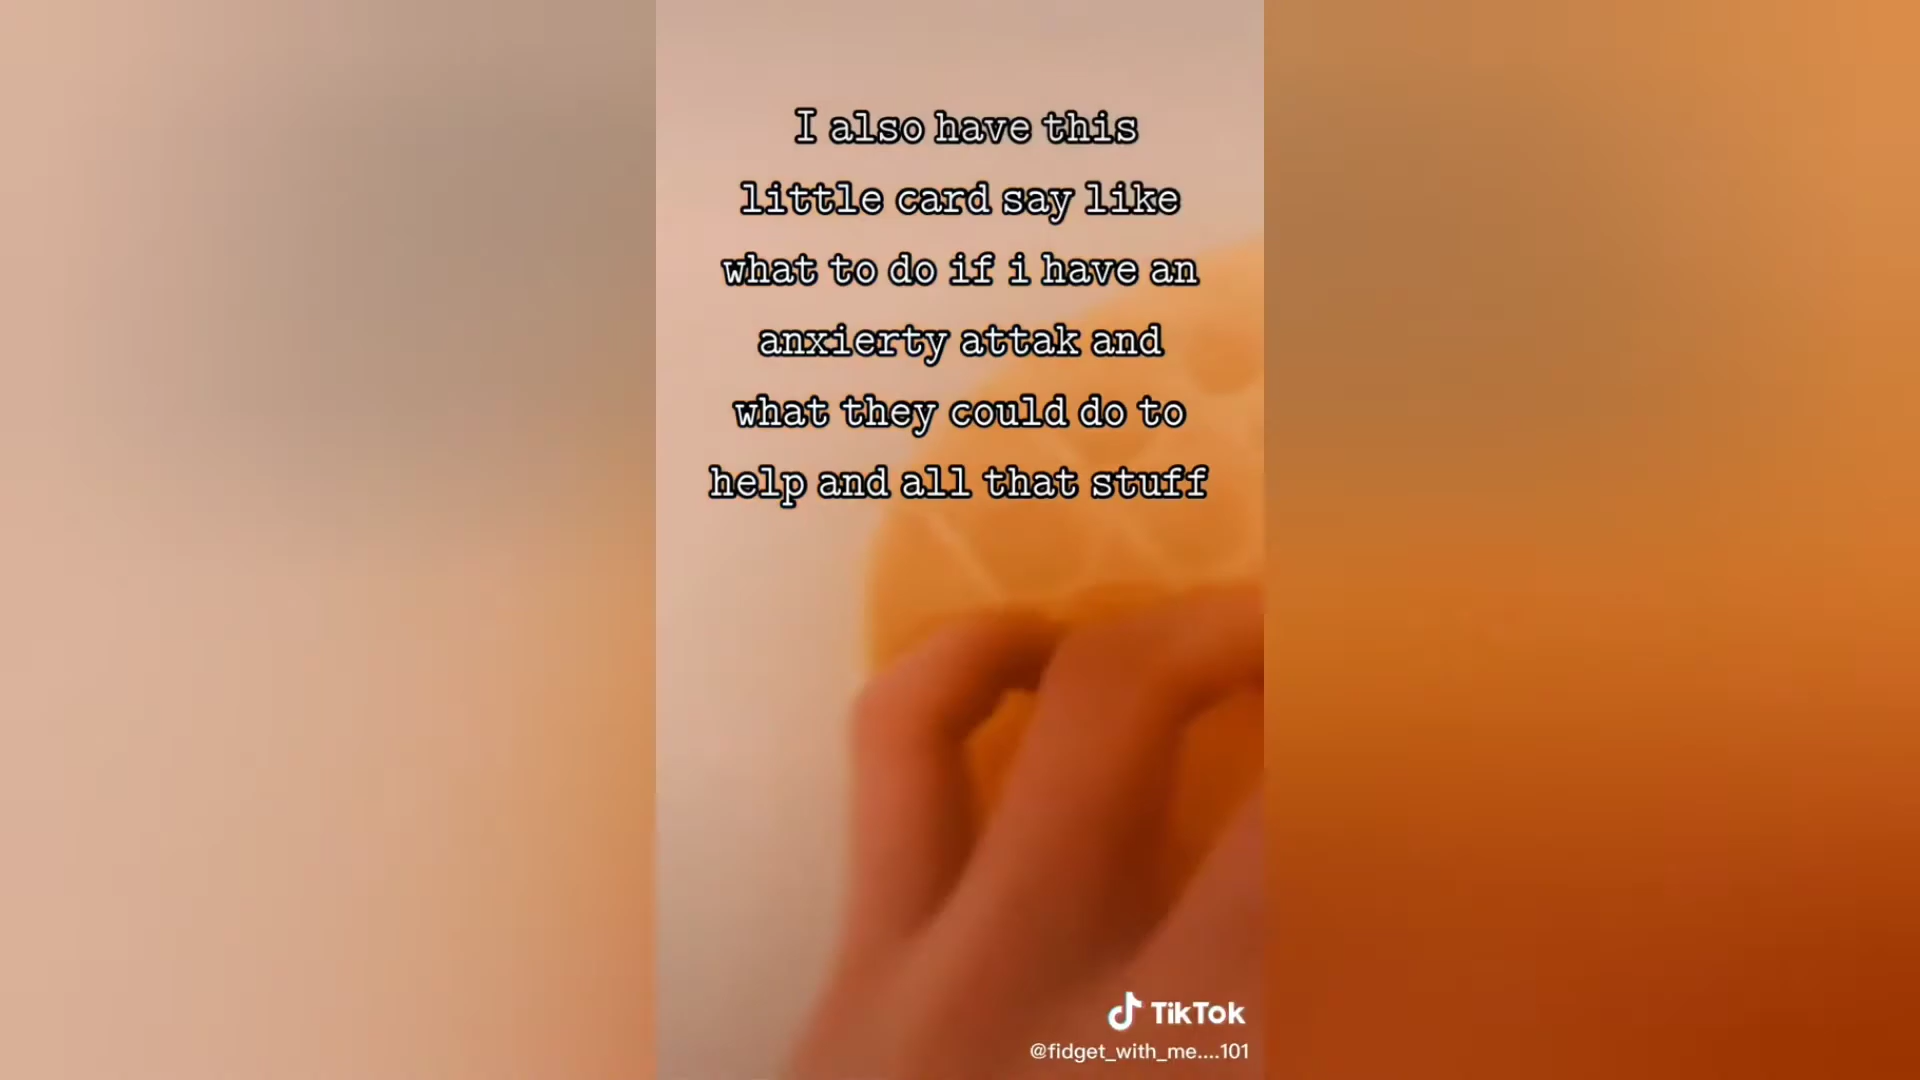 I also have this
little card say like
what to do if i have an
anxierty attak and
what they could do to
help and all that stuff
TikTok
@fidget_with_me....101